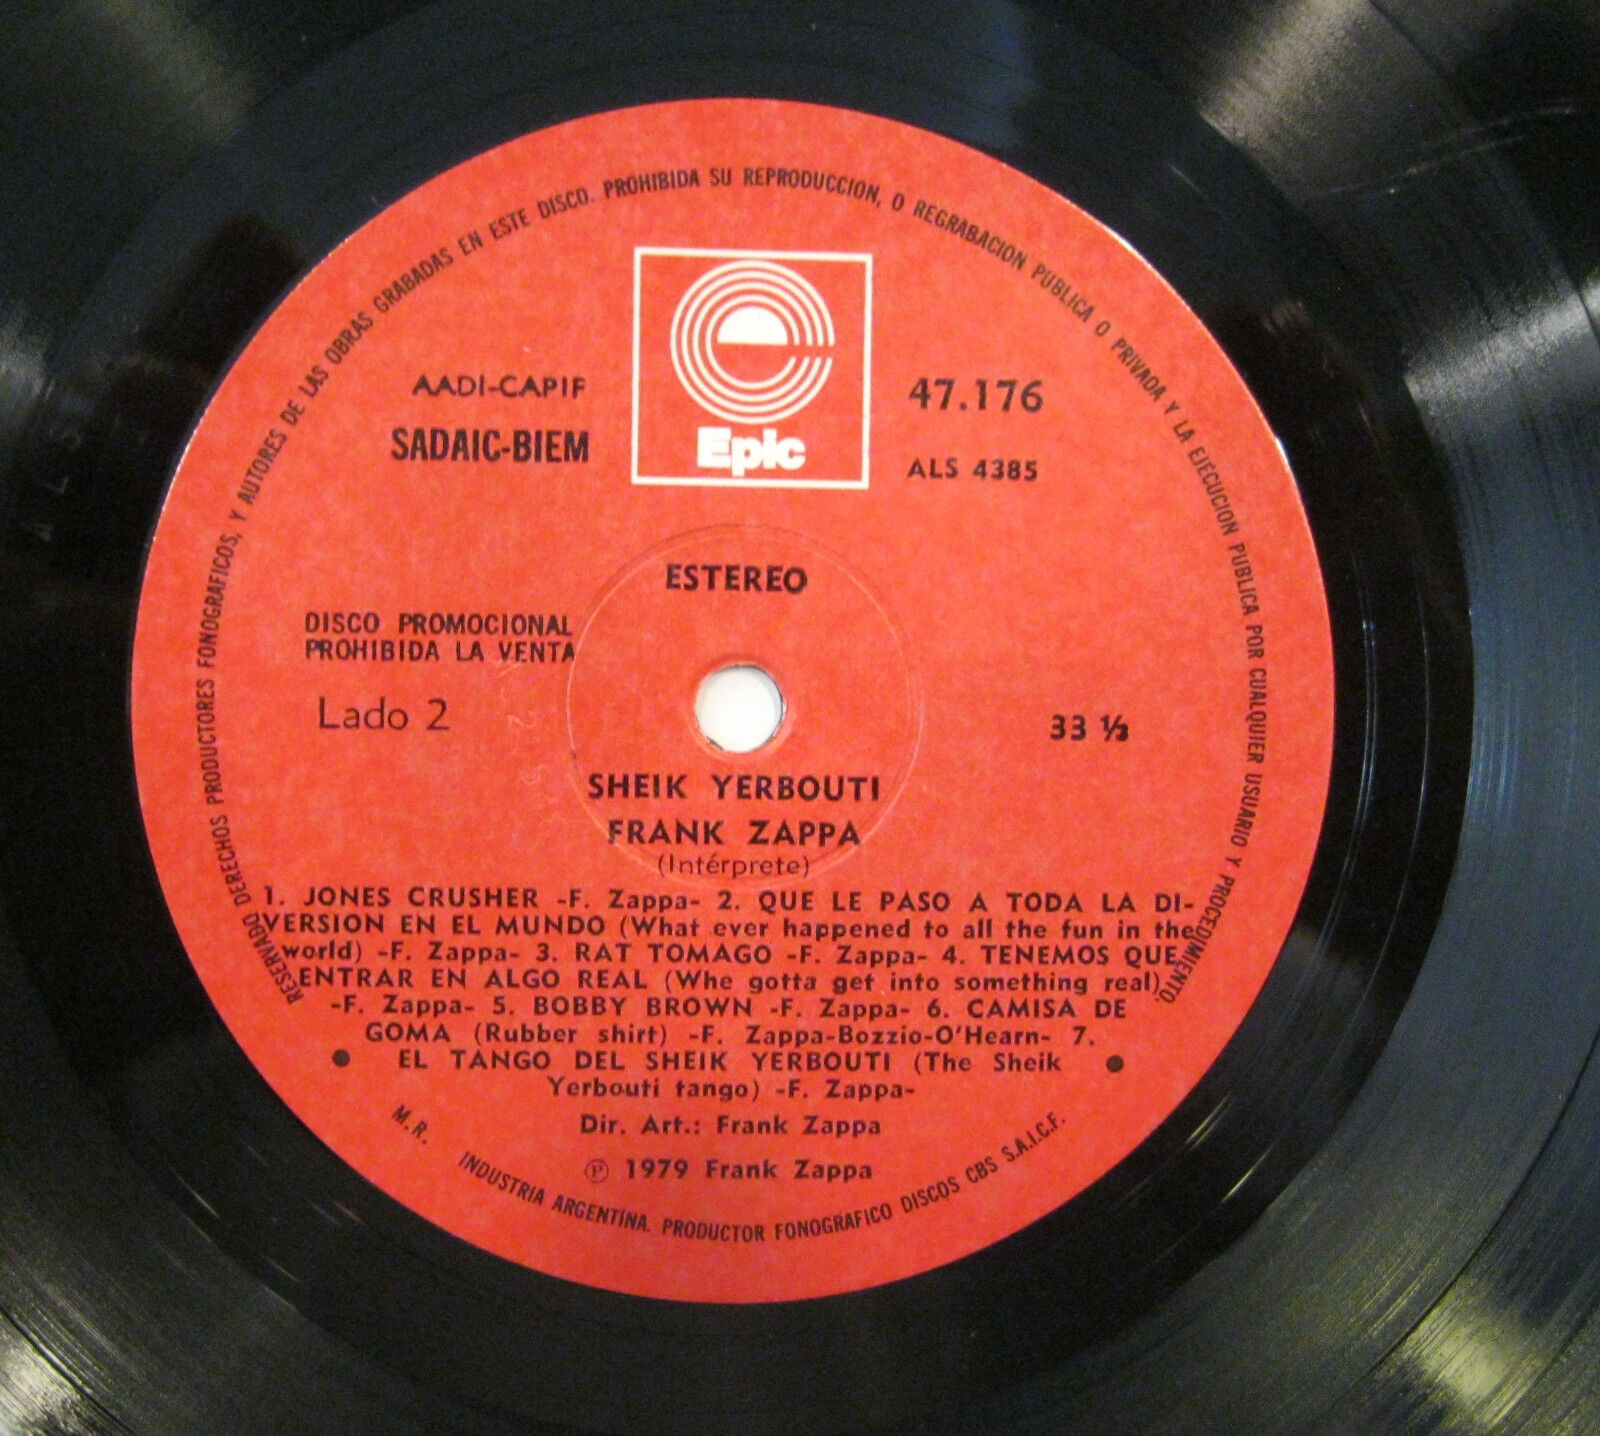 RESERVADO DERECHOS PRODUCTORES FONOGRAFICOS, Y AUTORES DE LAS OBRAS GRABADAS EN ESTE DISCO. PROHIBIDA SU REPRODUCCION, O REGRABACION PUBLICA O PRIVADA Y LA EJECUCION PUBLICA POR CUALQUIER USUARIO Y PROCEDIMIENTO.
Epic
AADI-CAPIF
SADAIC-BIEM
47.176
ALS 4385
ESTEREO
DISCO PROMOCIONAL
PROHIBIDA LA VENTA
Lado 2
33 ⅓
SHEIK YERBOUTI
FRANK ZAPPA
(Intérprete)
1. JONES CRUSHER -F. Zappa- 2. QUE LE PASO A TODA LA DI-
VERSION EN EL MUNDO (What ever happened to all the fun in the
world) -F. Zappa- 3. RAT TOMAGO -F. Zappa- 4. TENEMOS QUE
ENTRAR EN ALGO REAL (Whe gotta get into something real)
-F. Zappa- 5. BOBBY BROWN -F. Zappa- 6. CAMISA DE
GOMA (Rubber shirt) -F. Zappa-Bozzio-O'Hearn- 7.
EL TANGO DEL SHEIK YERBOUTI (The Sheik
Yerbouti tango) -F. Zappa-
Dir. Art.: Frank Zappa
℗ 1979 Frank Zappa
M.R. INDUSTRIA ARGENTINA. PRODUCTOR FONOGRAFICO DISCOS CBS S.A.I.C.F.